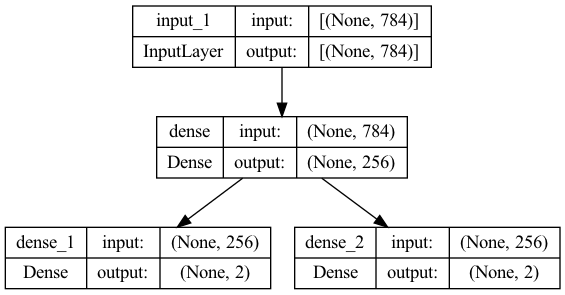 input_1 input: [(None, 784)]
InputLayer output: [(None, 784)]
dense input: (None, 784)
Dense output: (None, 256)
dense_1 input: (None, 256)
Dense output: (None, 2)
dense_2 input: (None, 256)
Dense output: (None, 2)